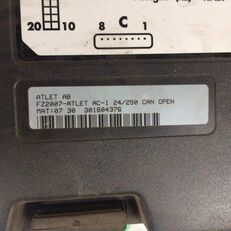 20 10 8 C 1
ATLET AB
FZ2007-ATLET AC-1 24/250 CAN OPEN
MAT:07 30 301604376